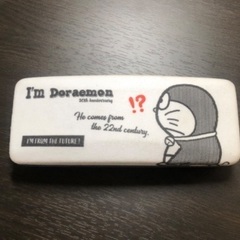 I'm Doraemon
50th Anniversary
!?
He comes from
the 22nd century.
I'M FROM THE FUTURE!